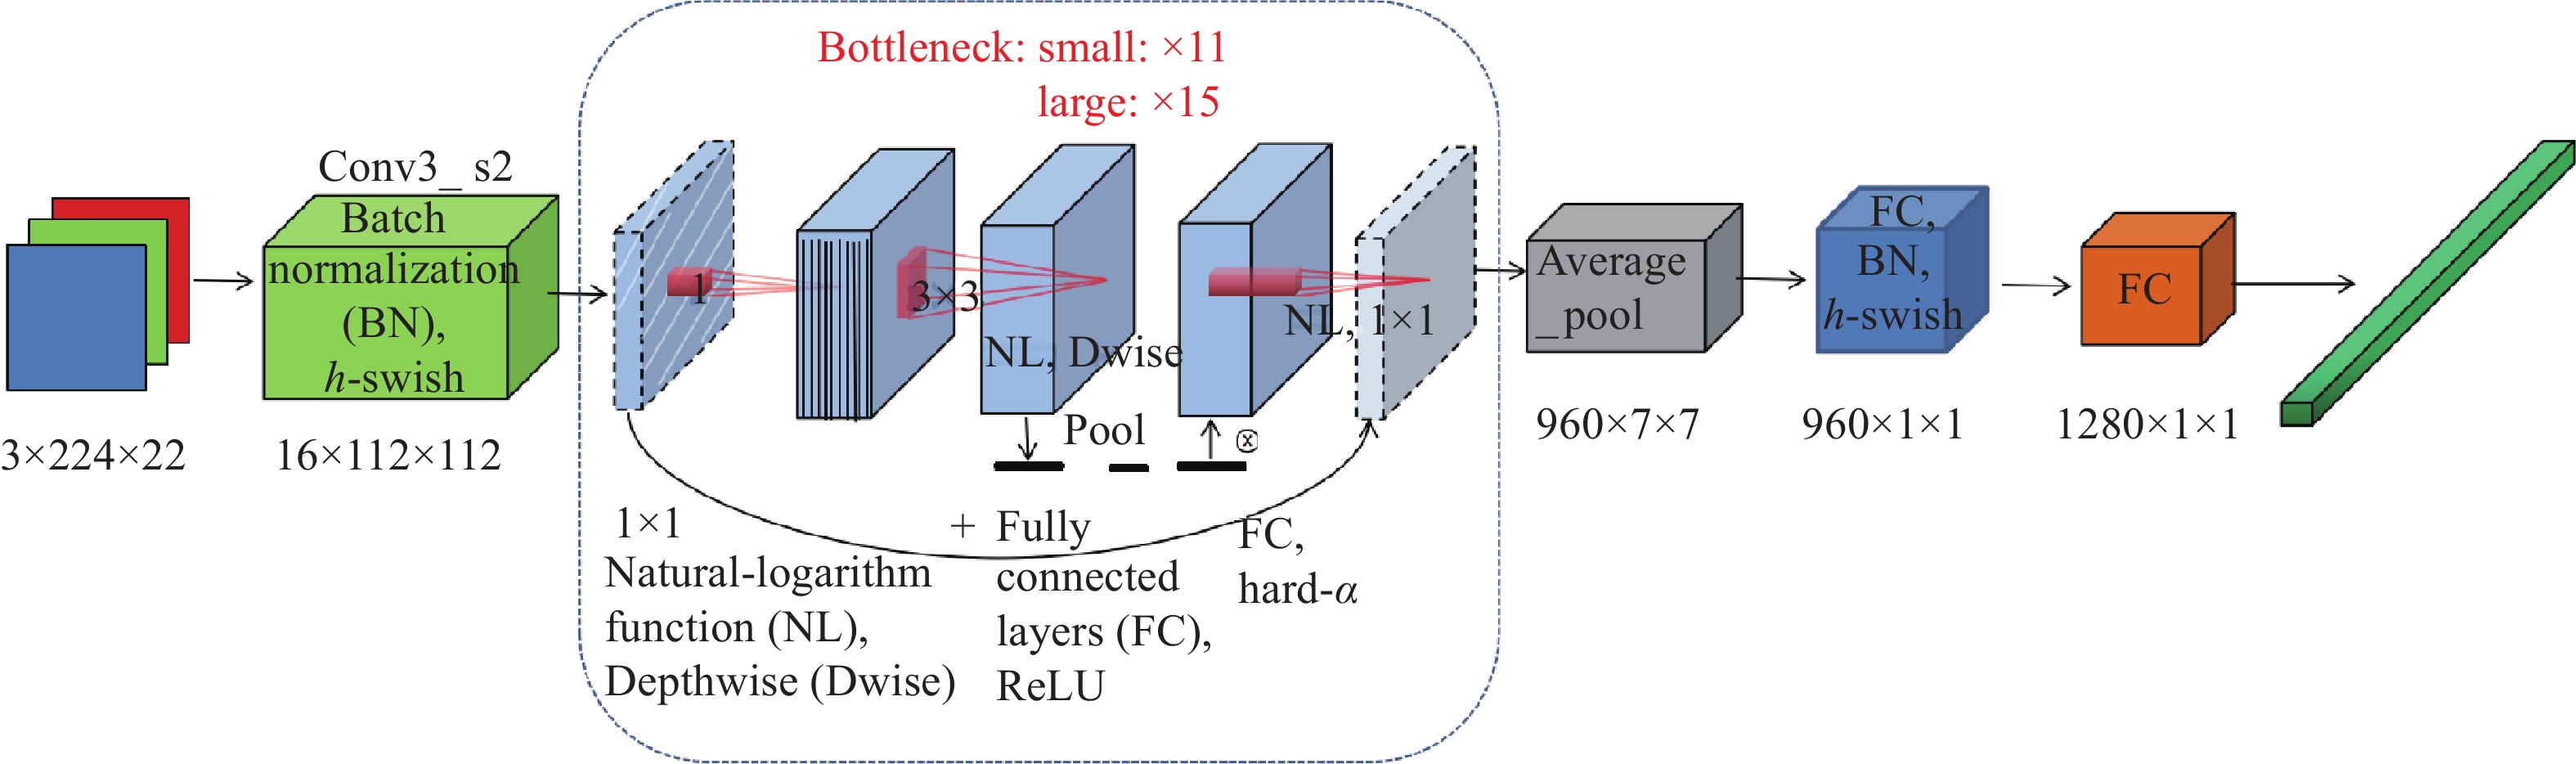 Bottleneck: small: ×11
large: ×15
Conv3_ s2
Batch
normalization
(BN),
h-swish
3×224×22
16×112×112
1
3×3
NL, Dwise
NL, 1×1
Pool
ⓧ
1×1
Natural-logarithm
function (NL),
Depthwise (Dwise)
+
Fully
connected
layers (FC),
ReLU
FC,
hard-α
Average
_pool
960×7×7
FC,
BN,
h-swish
960×1×1
FC
1280×1×1